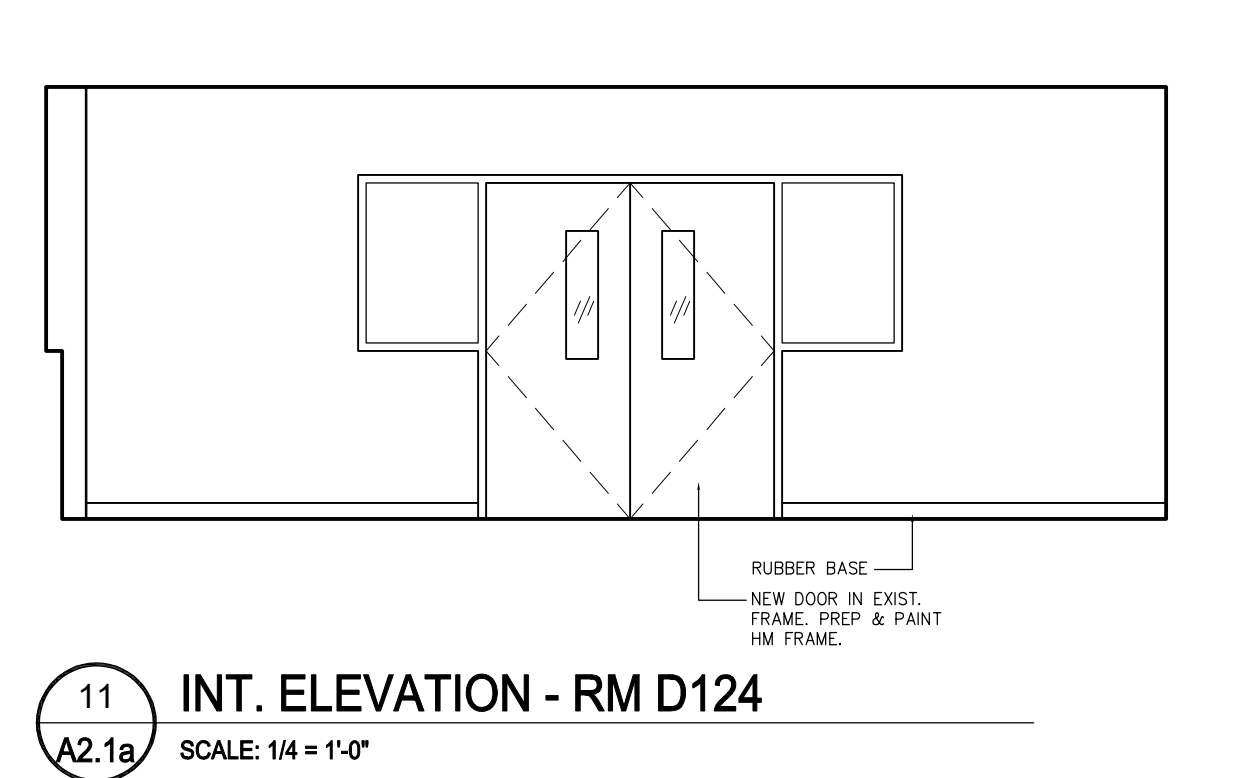 RUBBER BASE
NEW DOOR IN EXIST.
FRAME. PREP & PAINT
HM FRAME.
11
INT. ELEVATION - RM D124
A2.1a
SCALE: 1/4 = 1'-0"